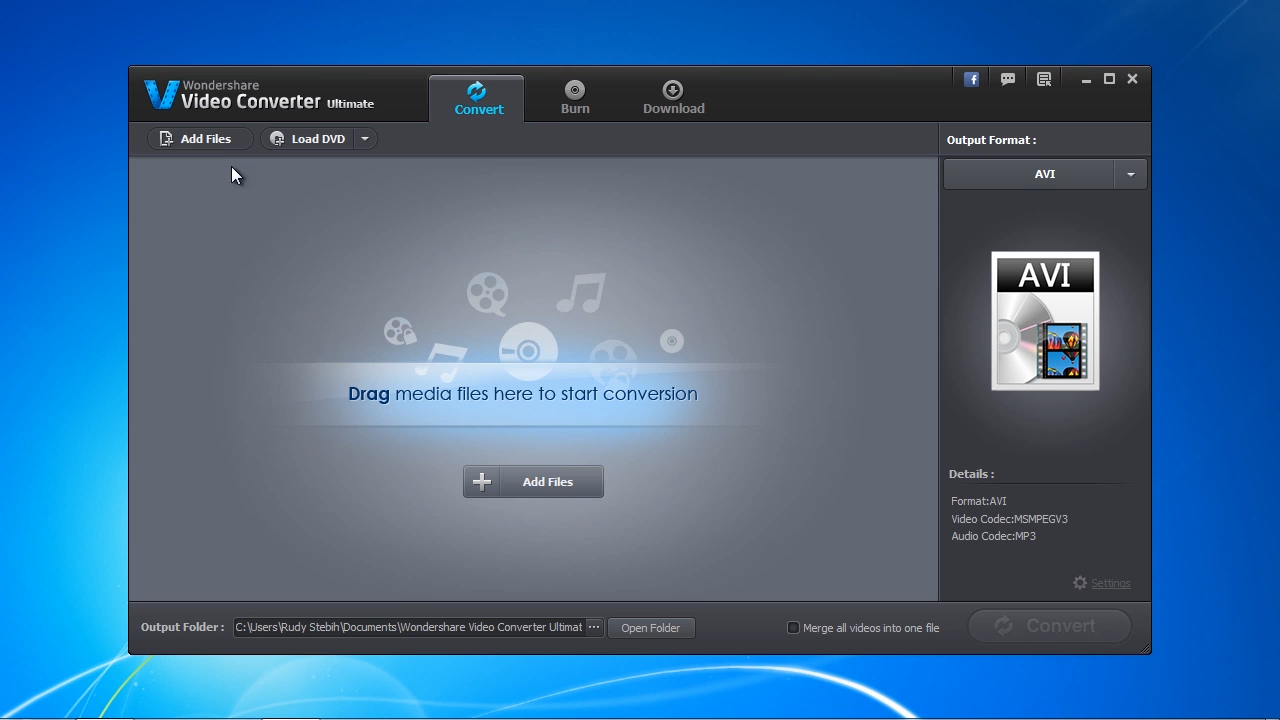 Wondershare
Video Converter Ultimate
Convert
Burn
Download
Add Files
Load DVD
Output Format :
AVI
AVI
Drag media files here to start conversion
Add Files
Details :
Format:AVI
Video Codec:MSMPEGV3
Audio Codec:MP3
Settings
Output Folder : C:\Users\Rudy Stebih\Documents\Wondershare Video Converter Ultimat ... Open Folder
Merge all videos into one file
Convert